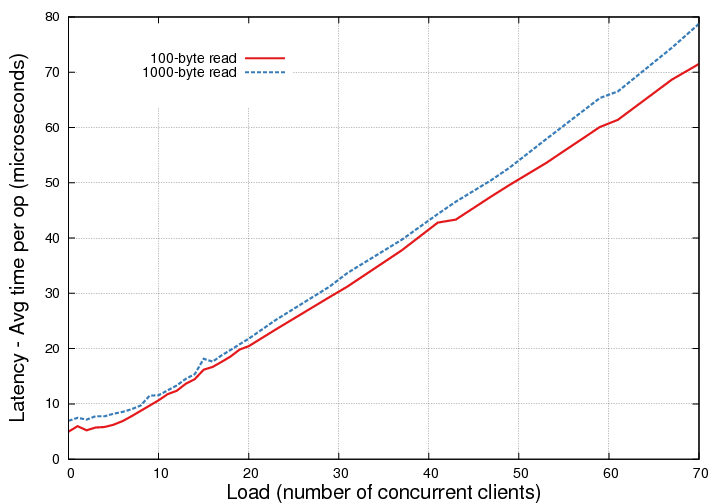 80
70
60
50
40
30
20
10
0
Latency - Avg time per op (microseconds)
100-byte read
1000-byte read
0 10 20 30 40 50 60 70
Load (number of concurrent clients)